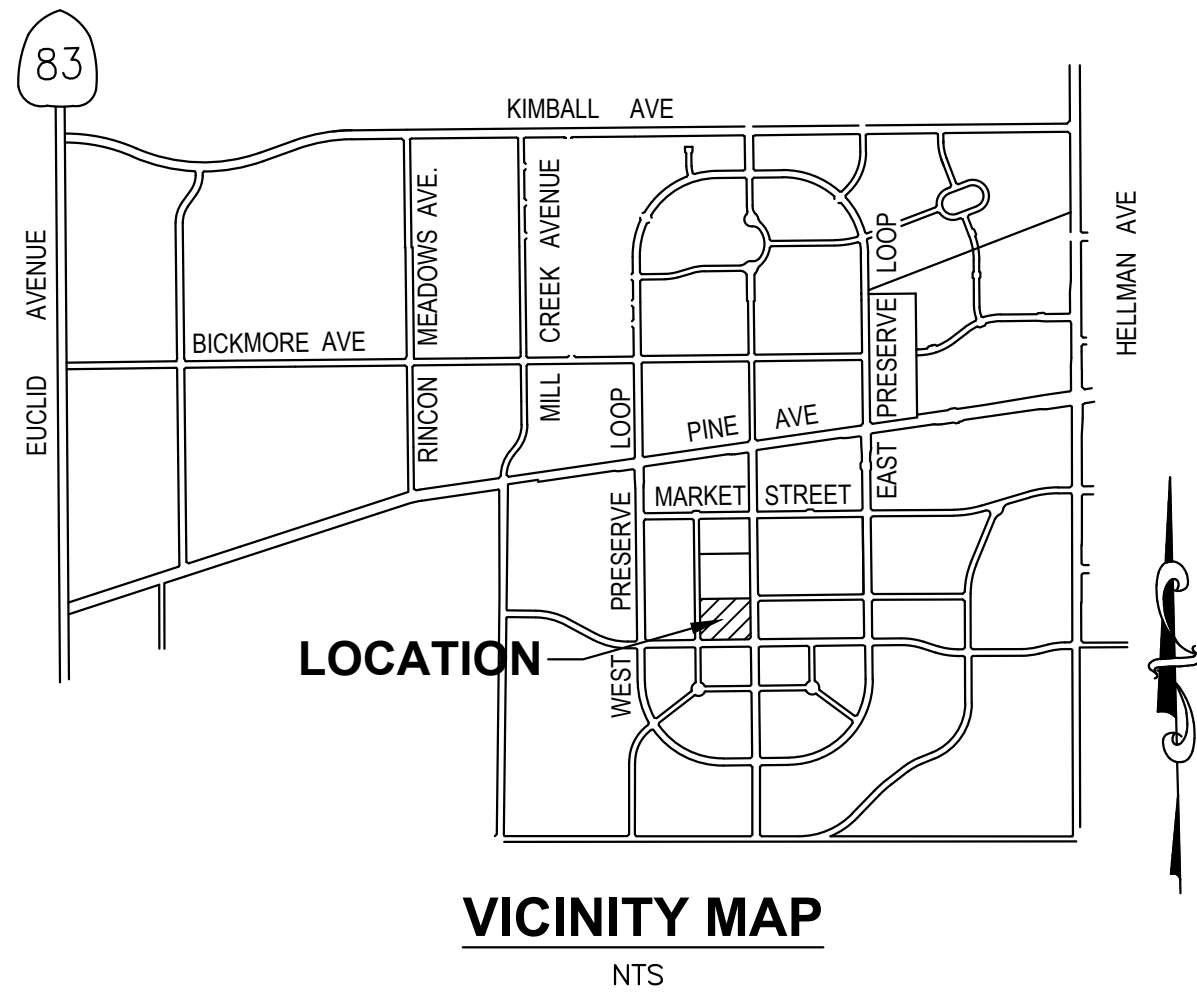 83
KIMBALL AVE
EUCLID AVENUE
BICKMORE AVE
RINCON MEADOWS AVE.
MILL CREEK AVENUE
WEST PRESERVE LOOP
EAST PRESERVE LOOP
HELLMAN AVE
PINE AVE
MARKET STREET
LOCATION
VICINITY MAP
NTS